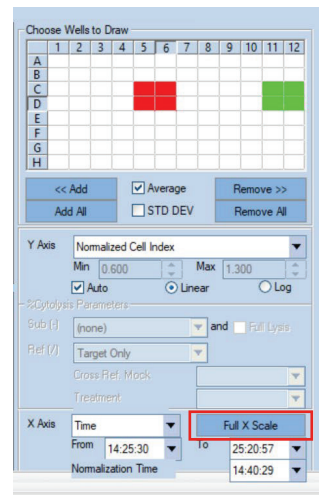 Choose Wells to Draw
1 2 3 4 5 6 7 8 9 10 11 12
A
B
C
D
E
F
G
H
<< Add Average Remove >>
Add All STD DEV Remove All
Y Axis Normalized Cell Index
Min 0.600 Max 1.300
Auto Linear Log
%Cytolysis Parameters
Sub (-) (none) and Full Lysis
Ref (/) Target Only
Cross Ref. Mock
Treatment
X Axis Time Full X Scale
From 14:25:30 To 25:20:57
Normalization Time 14:40:29